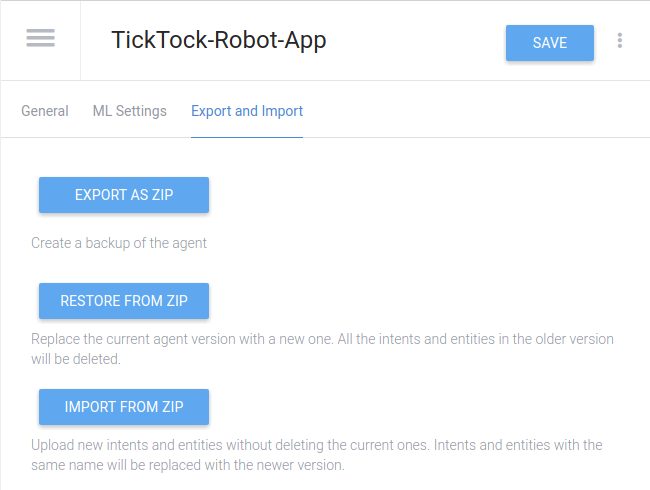 TickTock-Robot-App
SAVE
General ML Settings Export and Import
EXPORT AS ZIP
Create a backup of the agent
RESTORE FROM ZIP
Replace the current agent version with a new one. All the intents and entities in the older version
will be deleted.
IMPORT FROM ZIP
Upload new intents and entities without deleting the current ones. Intents and entities with the
same name will be replaced with the newer version.